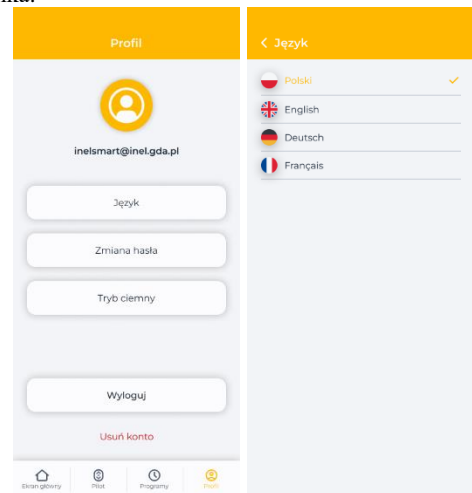 Profil
inelsmart@inel.gda.pl
Język
Zmiana hasła
Tryb ciemny
Wyloguj
Usuń konto
Ekran główny
Pilot
Programy
Profil
< Język
Polski
English
Deutsch
Français